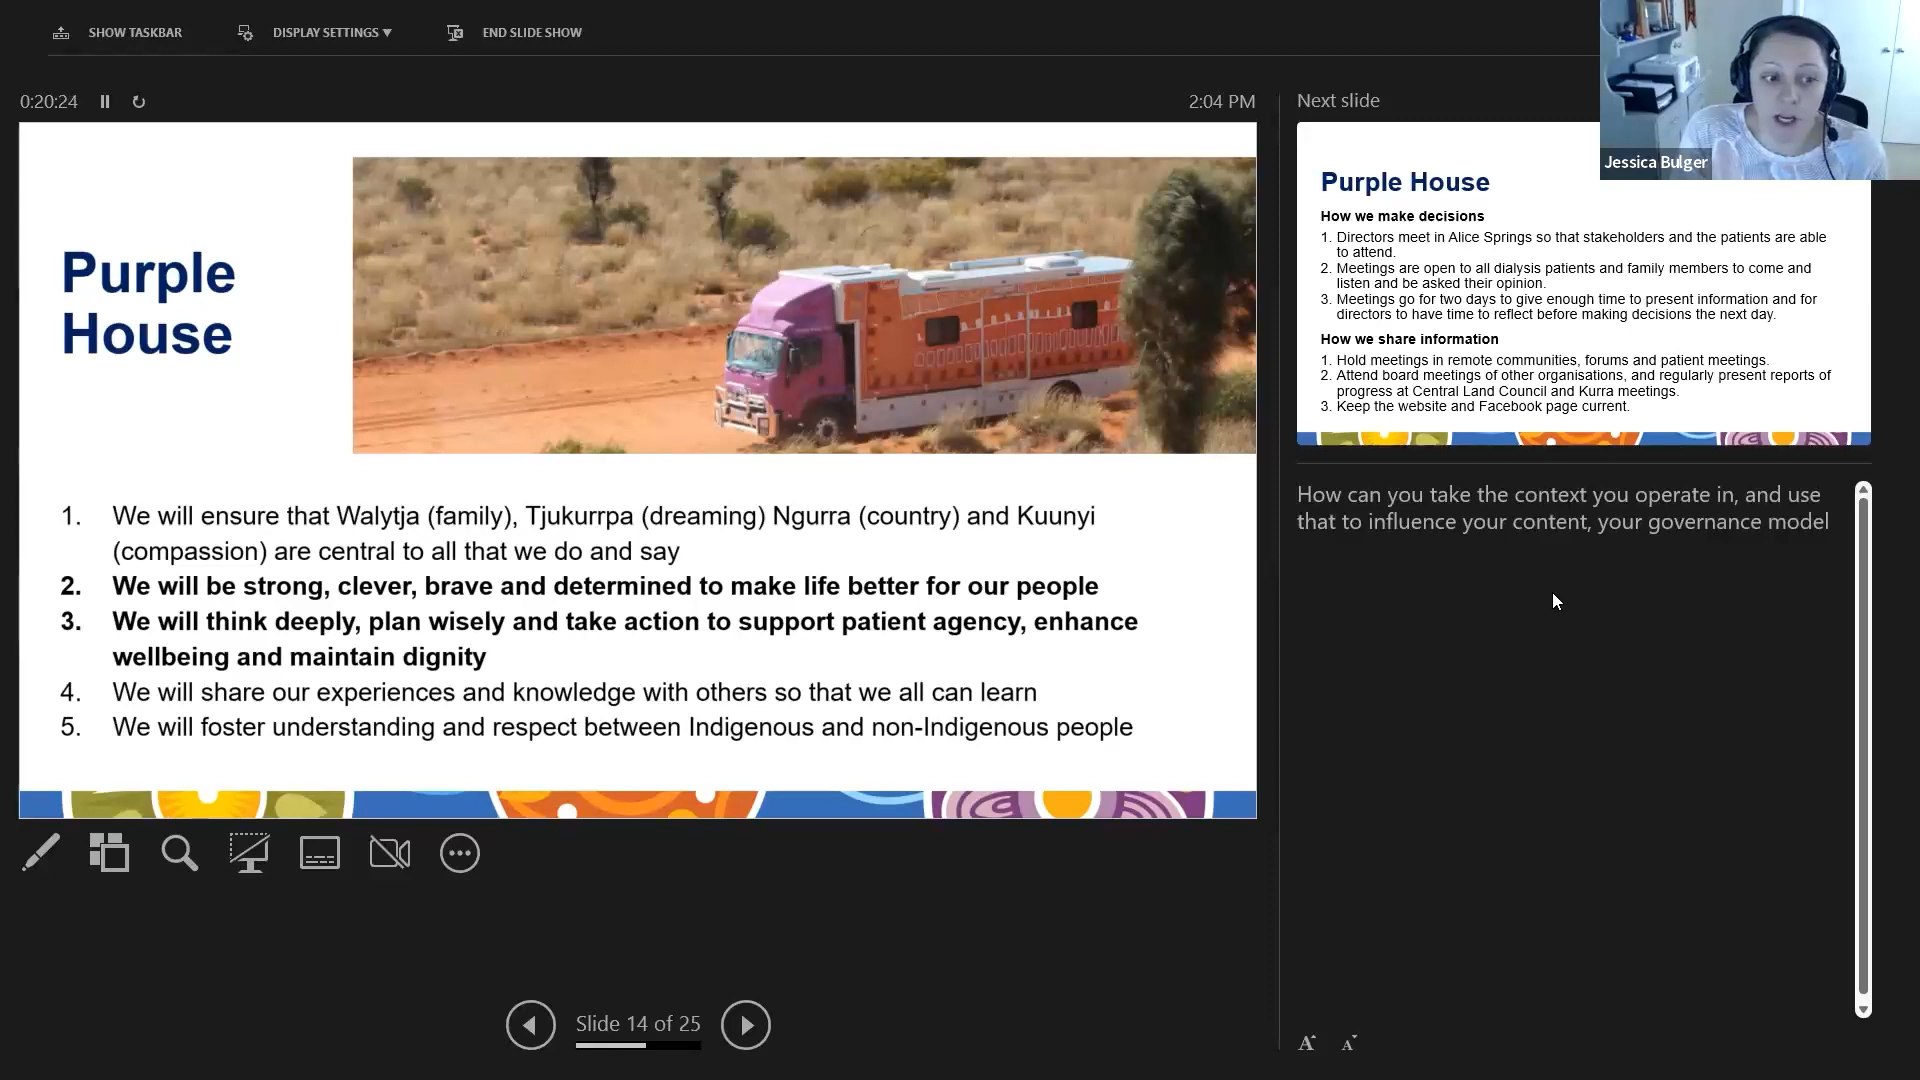 SHOW TASKBAR
DISPLAY SETTINGS ▼
END SLIDE SHOW
0:20:24
2:04 PM
Next slide
Jessica Bulger
Purple
House
1. We will ensure that Walytja (family), Tjukurrpa (dreaming) Ngurra (country) and Kuunyi
(compassion) are central to all that we do and say
2. We will be strong, clever, brave and determined to make life better for our people
3. We will think deeply, plan wisely and take action to support patient agency, enhance
wellbeing and maintain dignity
4. We will share our experiences and knowledge with others so that we all can learn
5. We will foster understanding and respect between Indigenous and non-Indigenous people
Slide 14 of 25
Purple House
How we make decisions
1. Directors meet in Alice Springs so that stakeholders and the patients are able
to attend.
2. Meetings are open to all dialysis patients and family members to come and
listen and be asked their opinion.
3. Meetings go for two days to give enough time to present information and for
directors to have time to reflect before making decisions the next day.
How we share information
1. Hold meetings in remote communities, forums and patient meetings.
2. Attend board meetings of other organisations, and regularly present reports of
progress at Central Land Council and Kurra meetings.
3. Keep the website and Facebook page current.
How can you take the context you operate in, and use
that to influence your content, your governance model
A A